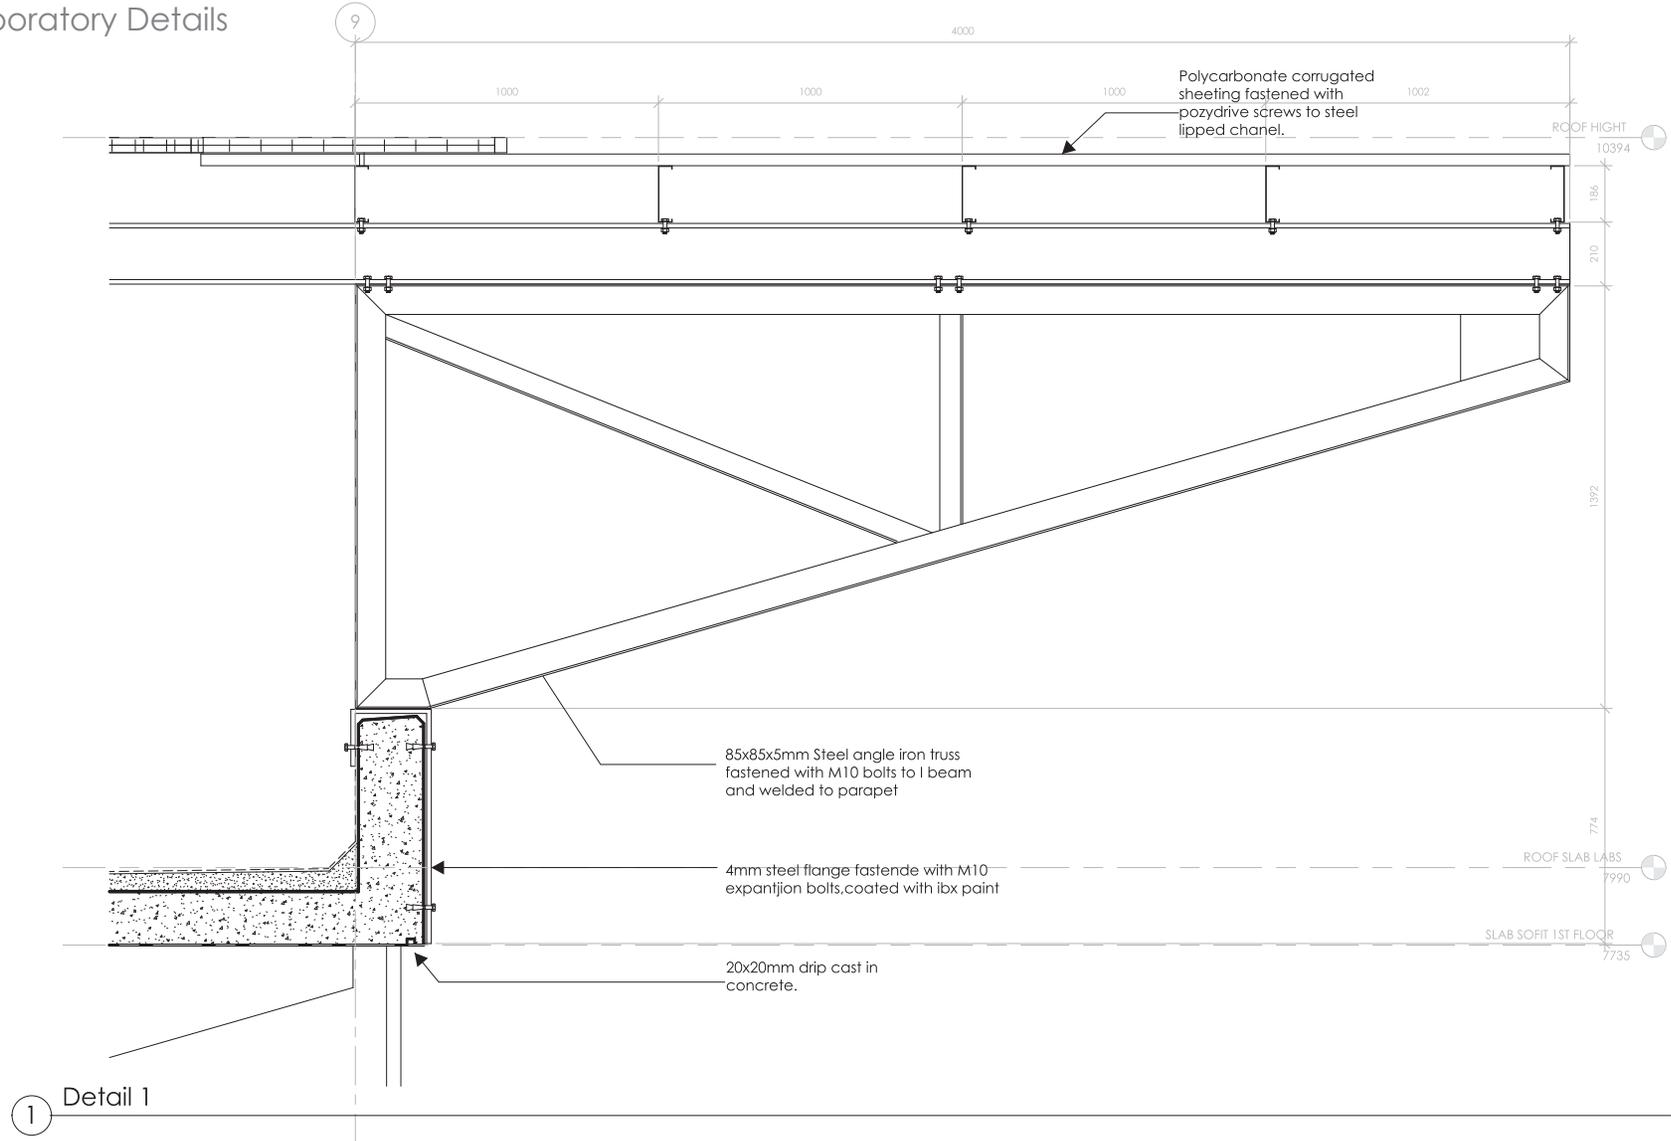 boratory Details
9
4000
1000
1000
1000
1002
Polycarbonate corrugated
sheeting fastened with
pozydrive screws to steel
lipped chanel.
ROOF HIGHT
10394
186
210
1392
85x85x5mm Steel angle iron truss
fastened with M10 bolts to I beam
and welded to parapet
774
4mm steel flange fastende with M10
expantjion bolts,coated with ibx paint
ROOF SLAB LABS
7990
SLAB SOFIT 1ST FLOOR
7735
20x20mm drip cast in
concrete.
1
Detail 1